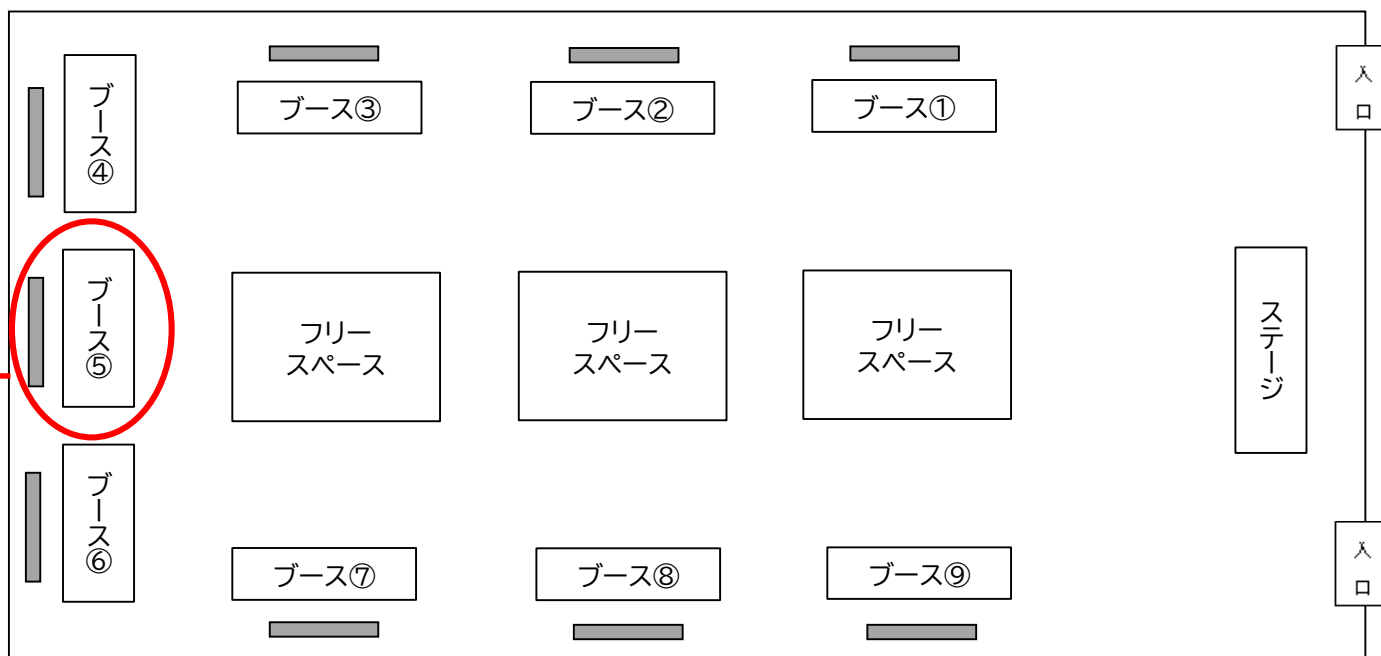 ブース③
ブース②
ブース①
入口
ブース④
ブース⑤
フリー
スペース
フリー
スペース
フリー
スペース
ステージ
ブース⑥
ブース⑦
ブース⑧
ブース⑨
入口